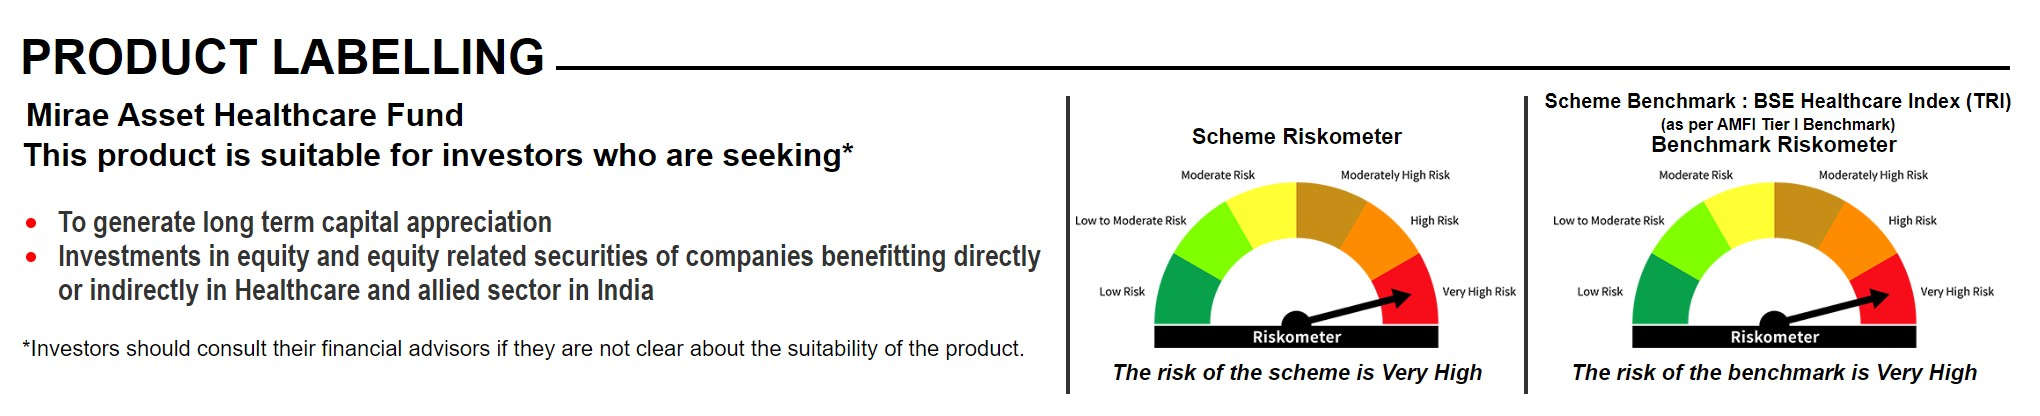 PRODUCT LABELLING
Mirae Asset Healthcare Fund
This product is suitable for investors who are seeking*
• To generate long term capital appreciation
• Investments in equity and equity related securities of companies benefitting directly
or indirectly in Healthcare and allied sector in India
*Investors should consult their financial advisors if they are not clear about the suitability of the product.
Scheme Riskometer
Moderate Risk
Moderately High Risk
Low to Moderate Risk
High Risk
Low Risk
Very High Risk
Riskometer
The risk of the scheme is Very High
Scheme Benchmark : BSE Healthcare Index (TRI)
(as per AMFI Tier I Benchmark)
Benchmark Riskometer
Moderate Risk
Moderately High Risk
Low to Moderate Risk
High Risk
Low Risk
Very High Risk
Riskometer
The risk of the benchmark is Very High